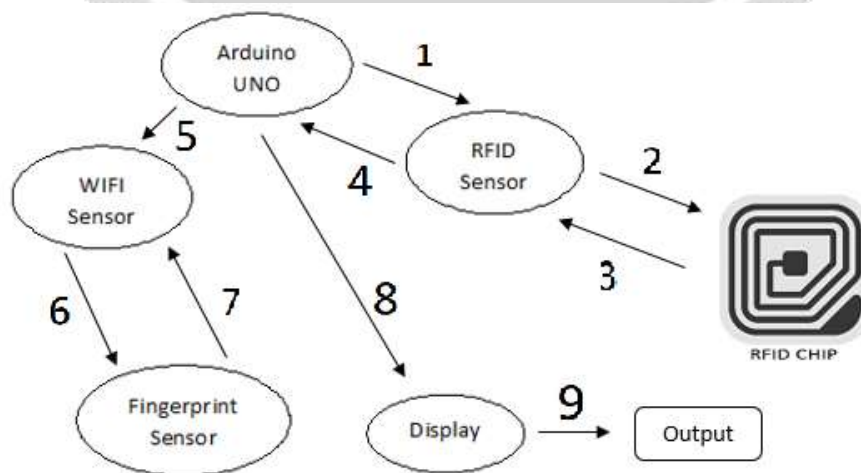 Arduino
UNO
1
RFID
Sensor
2
3
4
5
WIFI
Sensor
6
7
8
RFID CHIP
Fingerprint
Sensor
Display
9
Output